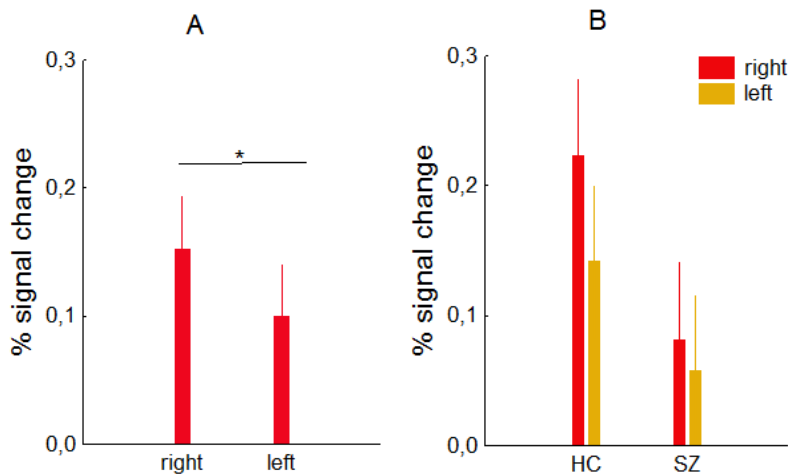 A
% signal change
0,3
0,2
0,1
0,0
*
right
left
B
% signal change
0,3
0,2
0,1
0,0
right
left
HC
SZ